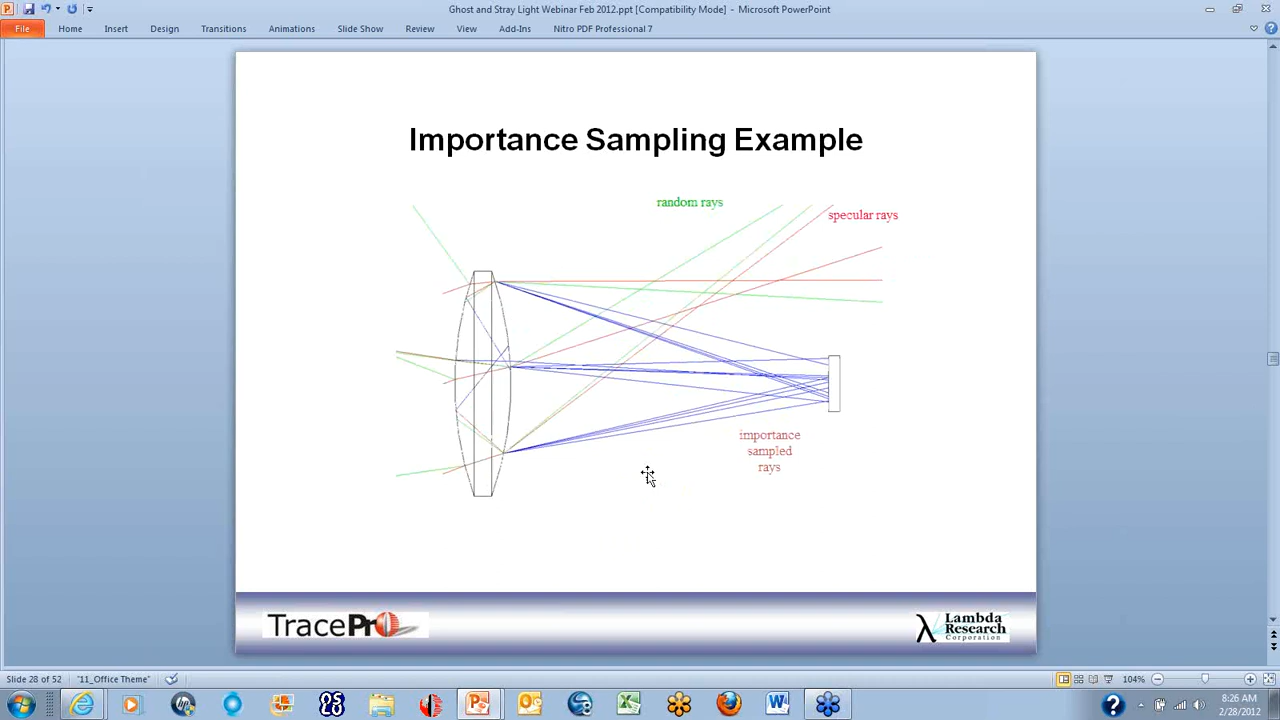 Ghost and Stray Light Webinar Feb 2012.ppt [Compatibility Mode] - Microsoft PowerPoint
File Home Insert Design Transitions Animations Slide Show Review View Add-Ins Nitro PDF Professional 7
Importance Sampling Example
random rays
specular rays
importance
sampled
rays
TracePro
Lambda
Research
Corporation
Slide 28 of 52 "11_Office Theme" 104%
8:26 AM
2/28/2012